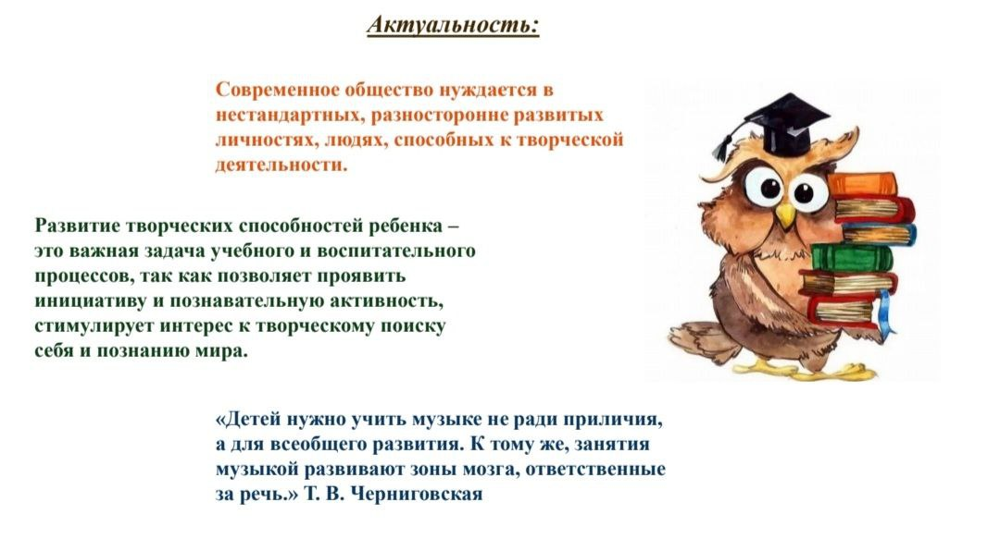 Актуальность:
Современное общество нуждается в
нестандартных, разносторонне развитых
личностях, людях, способных к творческой
деятельности.
Развитие творческих способностей ребенка –
это важная задача учебного и воспитательного
процессов, так как позволяет проявить
инициативу и познавательную активность,
стимулирует интерес к творческому поиску
себя и познанию мира.
«Детей нужно учить музыке не ради приличия,
а для всеобщего развития. К тому же, занятия
музыкой развивают зоны мозга, ответственные
за речь.» Т. В. Черниговская